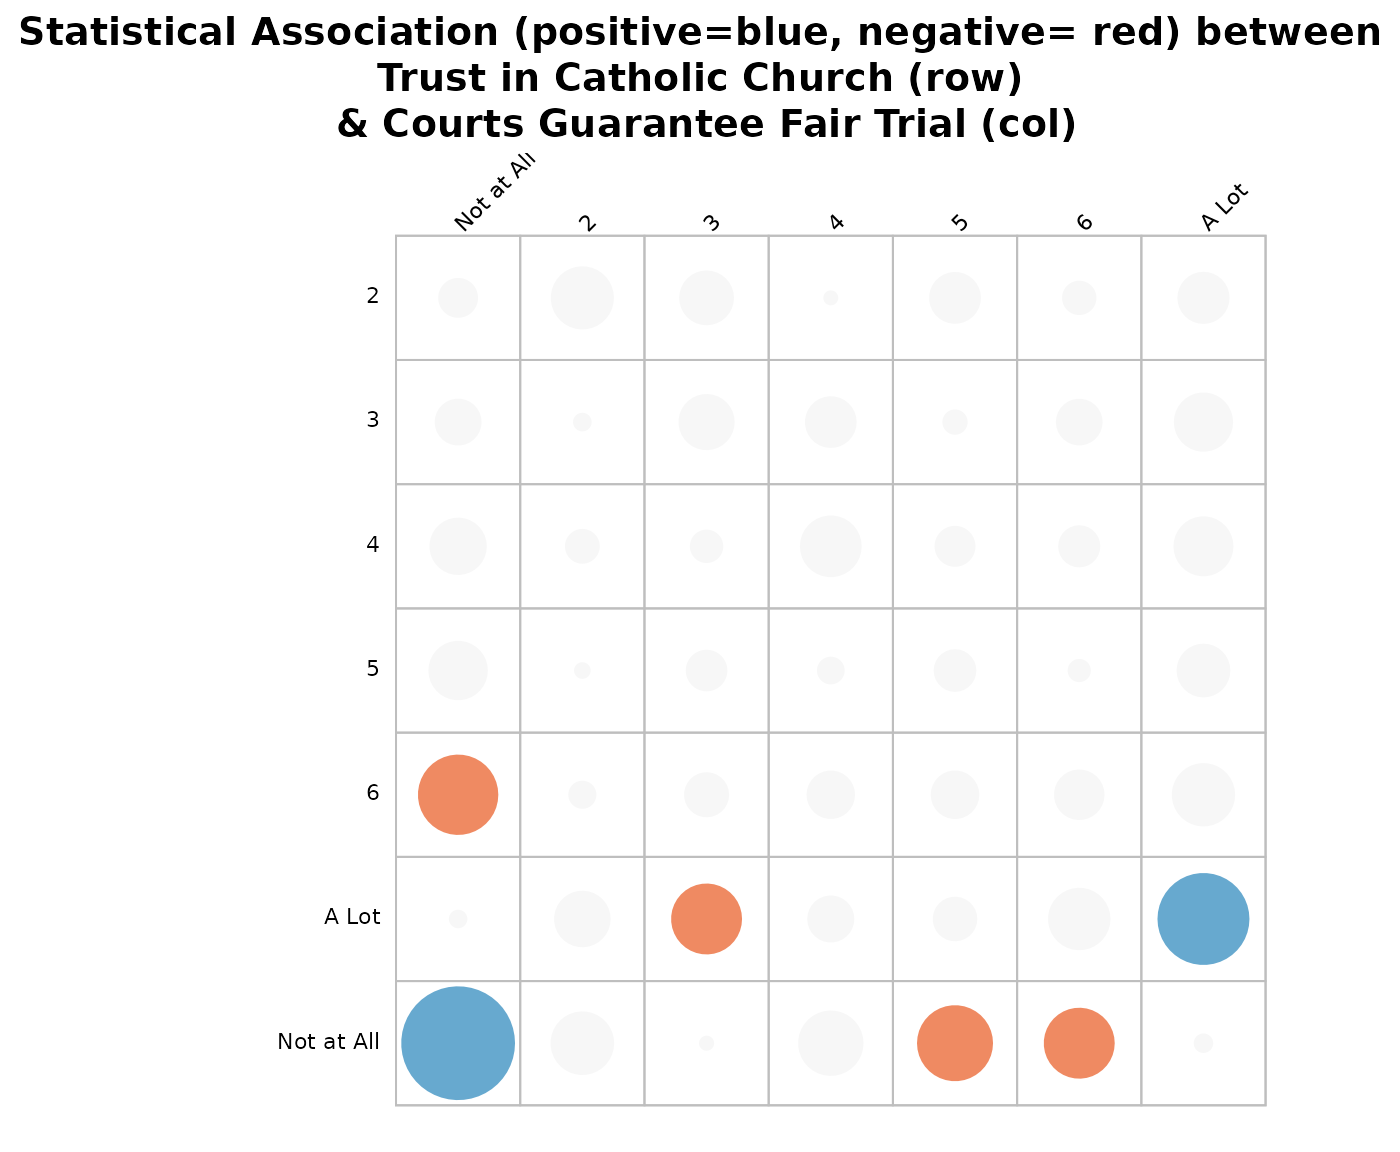 Statistical Association (positive=blue, negative= red) between
Trust in Catholic Church (row)
& Courts Guarantee Fair Trial (col)
Not at All 2 3 4 5 6 A Lot
2
3
4
5
6
A Lot
Not at All